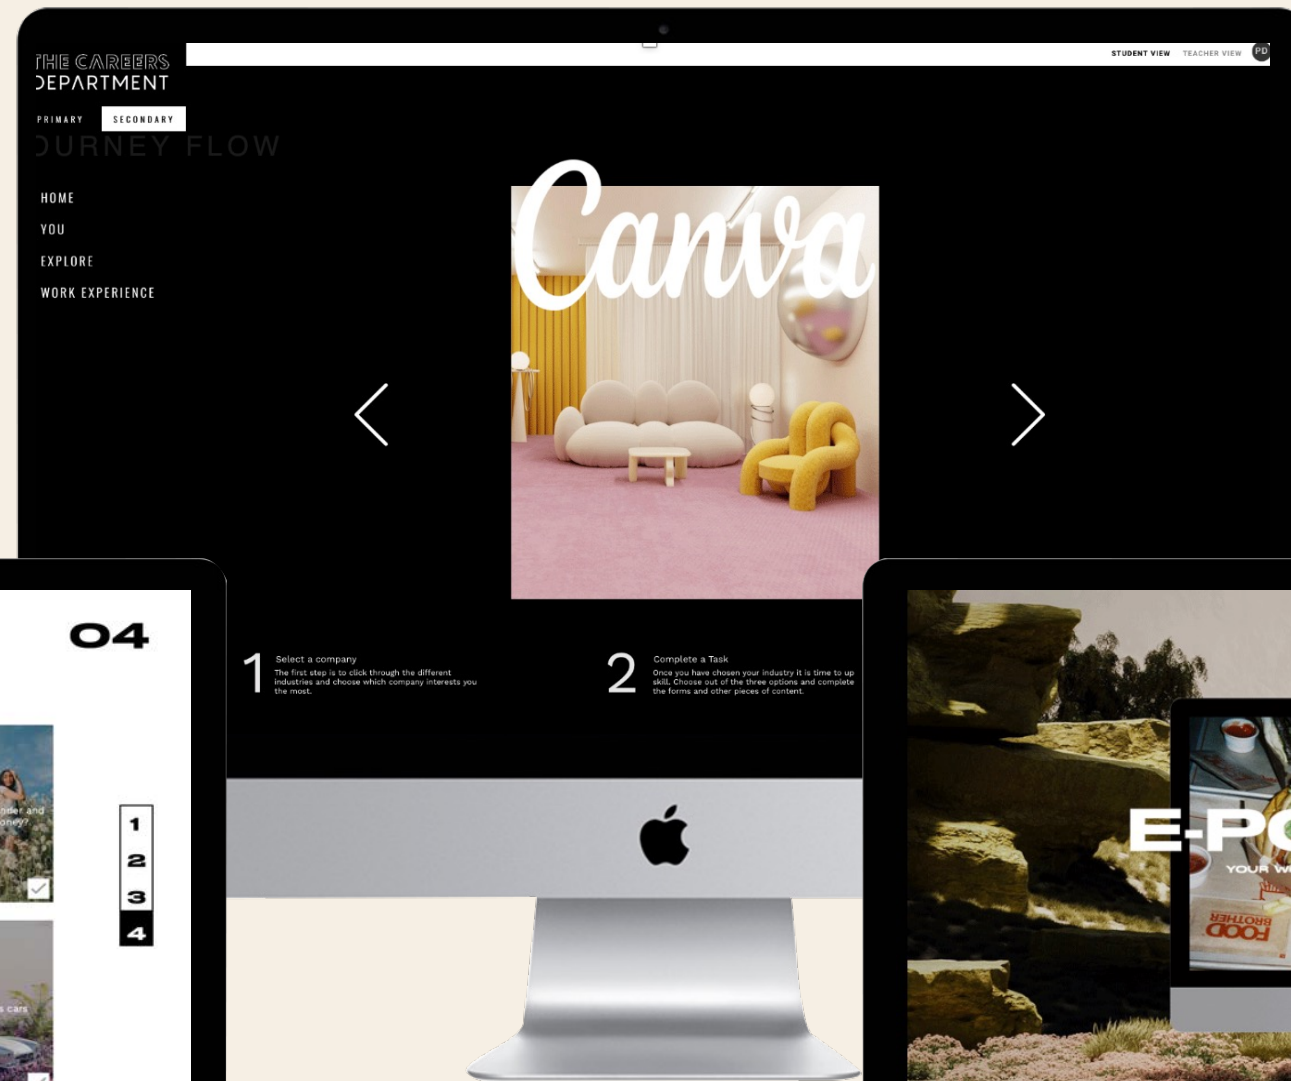 THE CAREERS
DEPARTMENT
STUDENT VIEW TEACHER VIEW PD
PRIMARY SECONDARY
OURNEY FLOW
HOME
YOU
EXPLORE
WORK EXPERIENCE
Canva
04
1 Select a company
The first step is to click through the different
industries and choose which company interests you
the most.
2 Complete a Task
Once you have chosen your industry it is time to up
skill. Choose out of the three options and complete
the forms and other pieces of content.
and
1
2
3
4
cars
E-PO
YOUR
FOOD
BROTHER